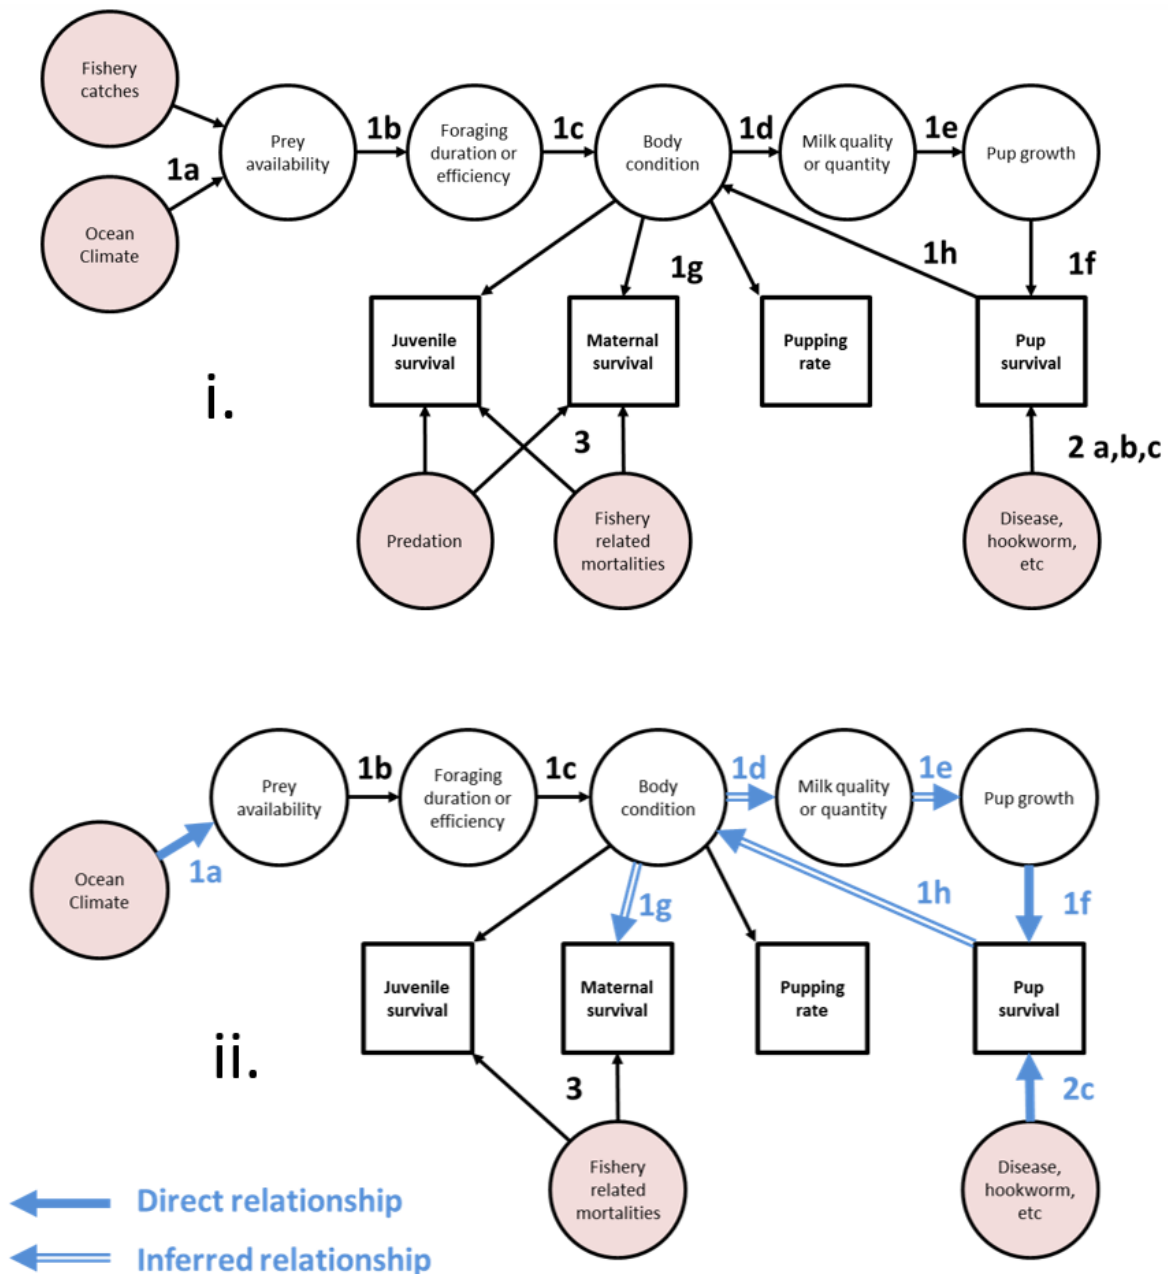 Fishery
catches
Prey
availability
1b
Foraging
duration or
efficiency
1c
Body
condition
1d
Milk quality
or quantity
1e
Pup growth
1a
Ocean
Climate
1g
1h
1f
i.
Juvenile
survival
Maternal
survival
Pupping
rate
Pup
survival
3
2 a,b,c
Predation
Fishery
related
mortalities
Disease,
hookworm,
etc
Prey
availability
1b
Foraging
duration or
efficiency
1c
Body
condition
1d
Milk quality
or quantity
1e
Pup growth
1a
Ocean
Climate
1g
1h
1f
ii.
Juvenile
survival
Maternal
survival
Pupping
rate
Pup
survival
3
2c
Fishery
related
mortalities
Disease,
hookworm,
etc
Direct relationship
Inferred relationship